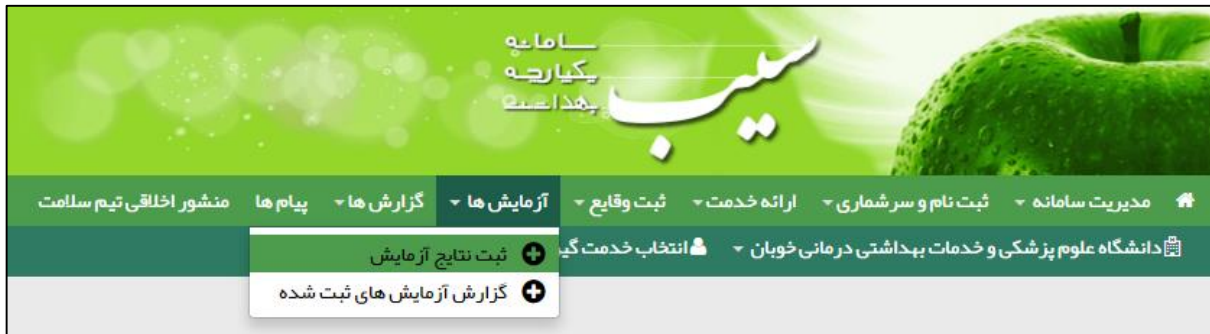 سامانه
یکپارچه
بهداشت
سیب
مدیریت سامانه ثبت نام و سرشماری ارائه خدمت ثبت وقایع آزمایش ها گزارش ها پیام ها منشور اخلاقی تیم سلامت
دانشگاه علوم پزشکی و خدمات بهداشتی درمانی خوبان انتخاب خدمت
ثبت نتایج آزمایش
گزارش آزمایش های ثبت شده